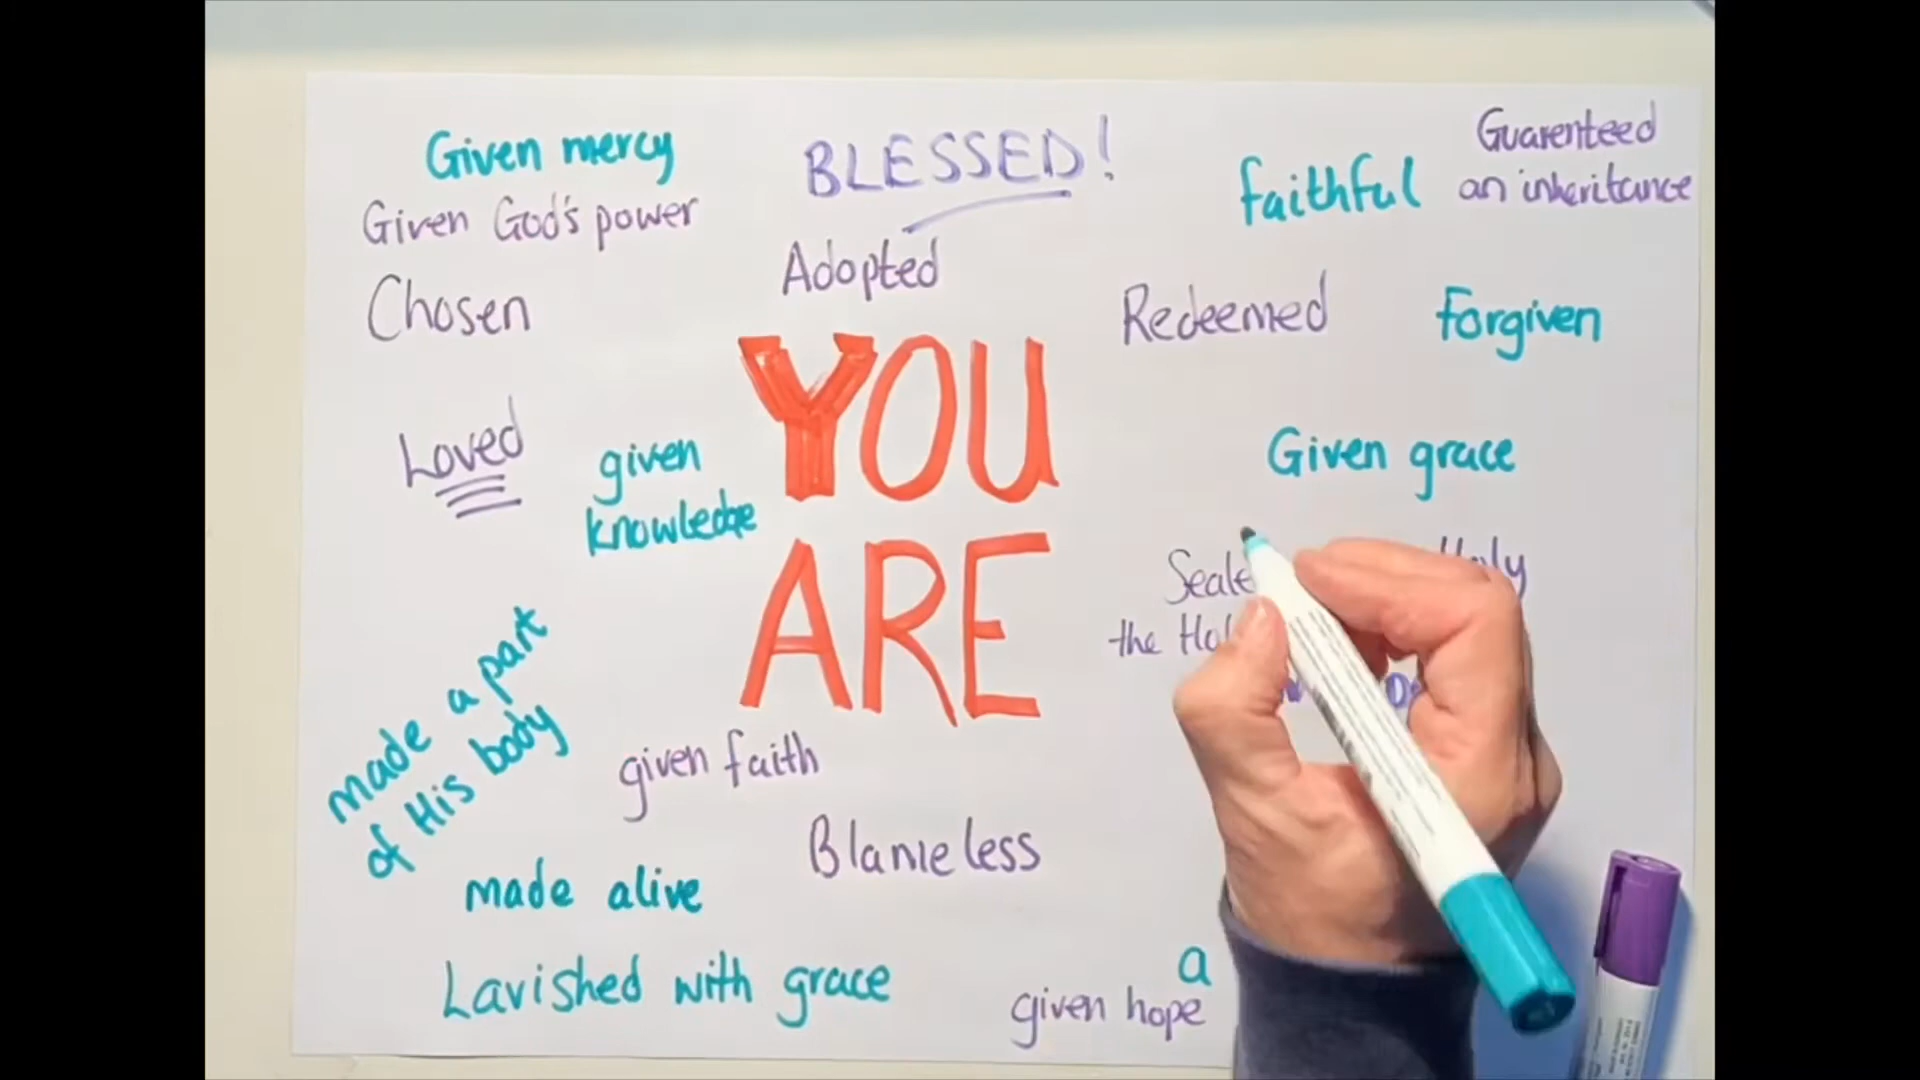 Given mercy
Given God's power
Chosen
BLESSED!
Adopted
faithful
Guarenteed
an inheritance
Redeemed
Forgiven
YOU
ARE
Loved
given
knowledge
Given grace
Holy
the
made a part
of His body
given faith
Blameless
made alive
Lavished with grace
a
given hope